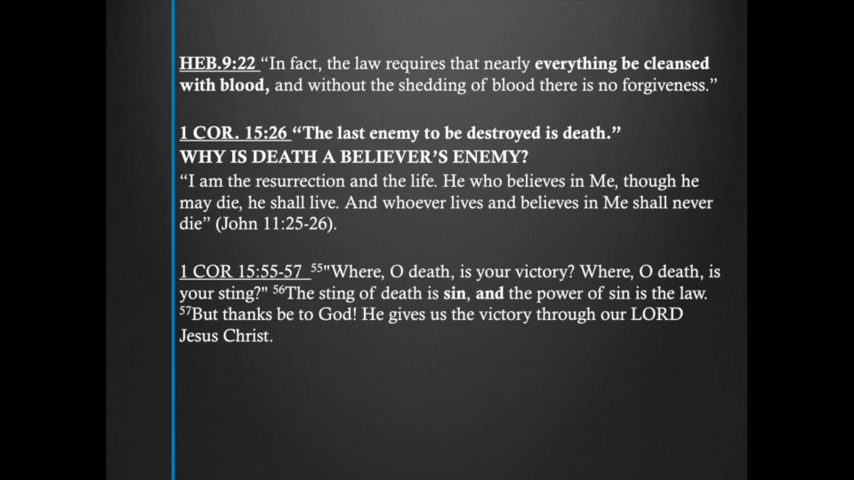 HEB.9:22 “In fact, the law requires that nearly everything be cleansed
with blood, and without the shedding of blood there is no forgiveness.”
1 COR. 15:26 “The last enemy to be destroyed is death.”
WHY IS DEATH A BELIEVER’S ENEMY?
“I am the resurrection and the life. He who believes in Me, though he
may die, he shall live. And whoever lives and believes in Me shall never
die” (John 11:25-26).
1 COR 15:55-57 55"Where, O death, is your victory? Where, O death, is
your sting?" 56The sting of death is sin, and the power of sin is the law.
57But thanks be to God! He gives us the victory through our LORD
Jesus Christ.